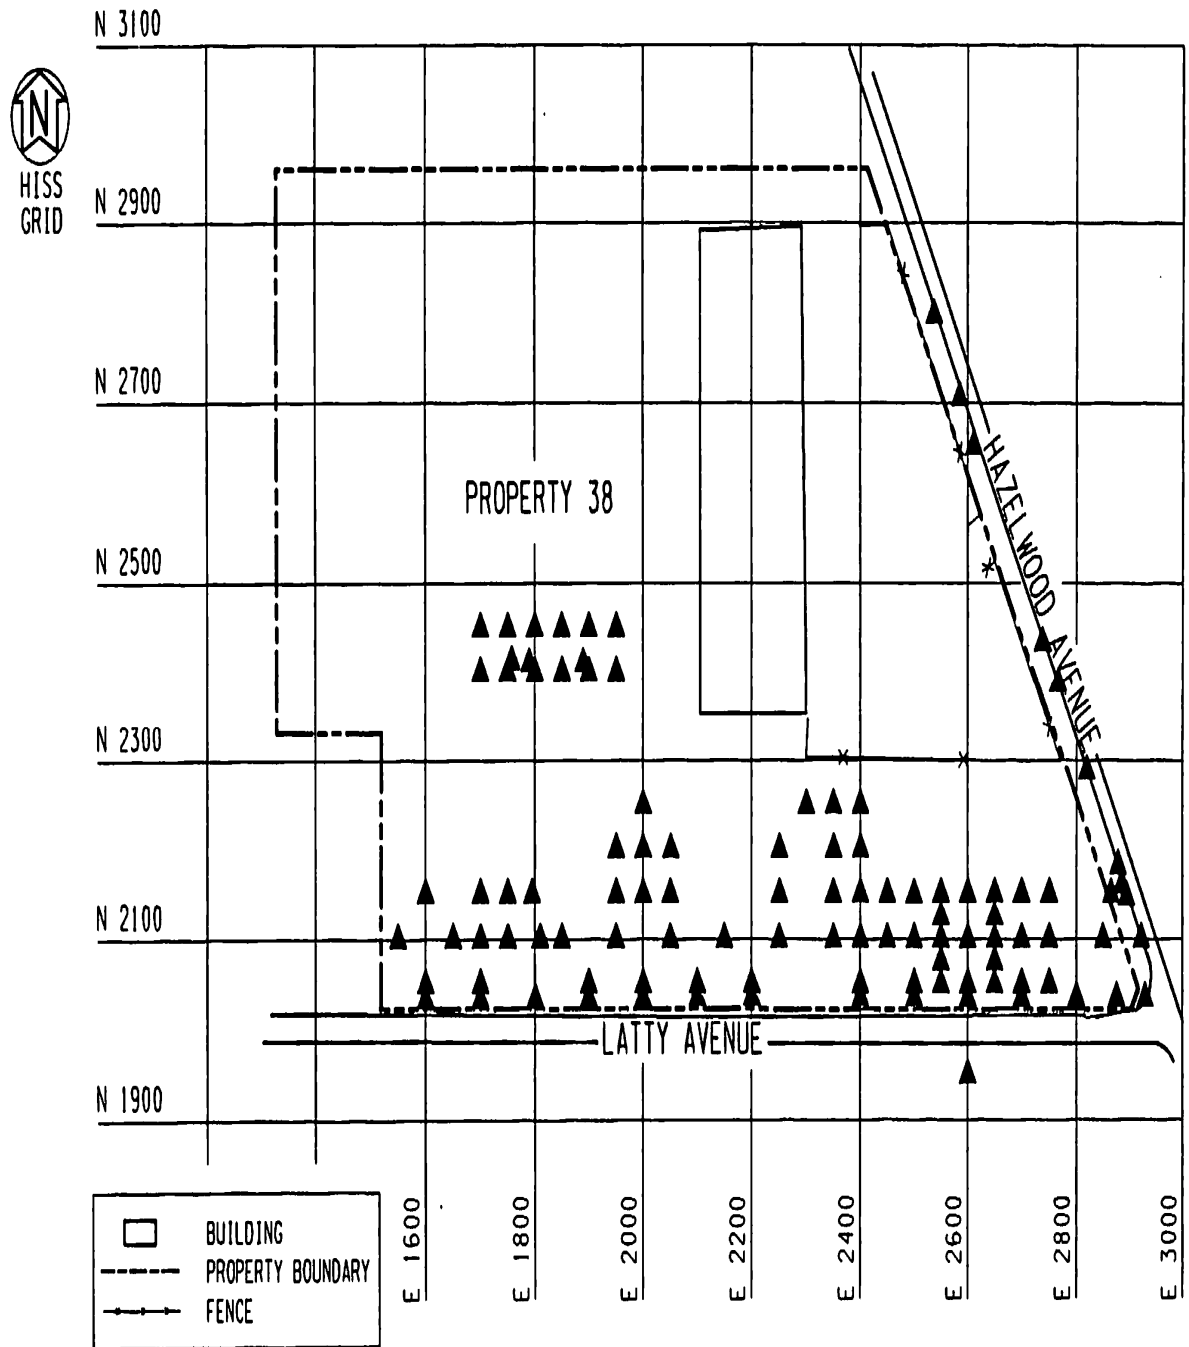 N 3100
N
HISS
GRID
N 2900
N 2700
HAZELWOOD AVENUE
PROPERTY 38
N 2500
N 2300
N 2100
LATTY AVENUE
N 1900
E 1600
E 1800
E 2000
E 2200
E 2400
E 2600
E 2800
E 3000
BUILDING
PROPERTY BOUNDARY
FENCE